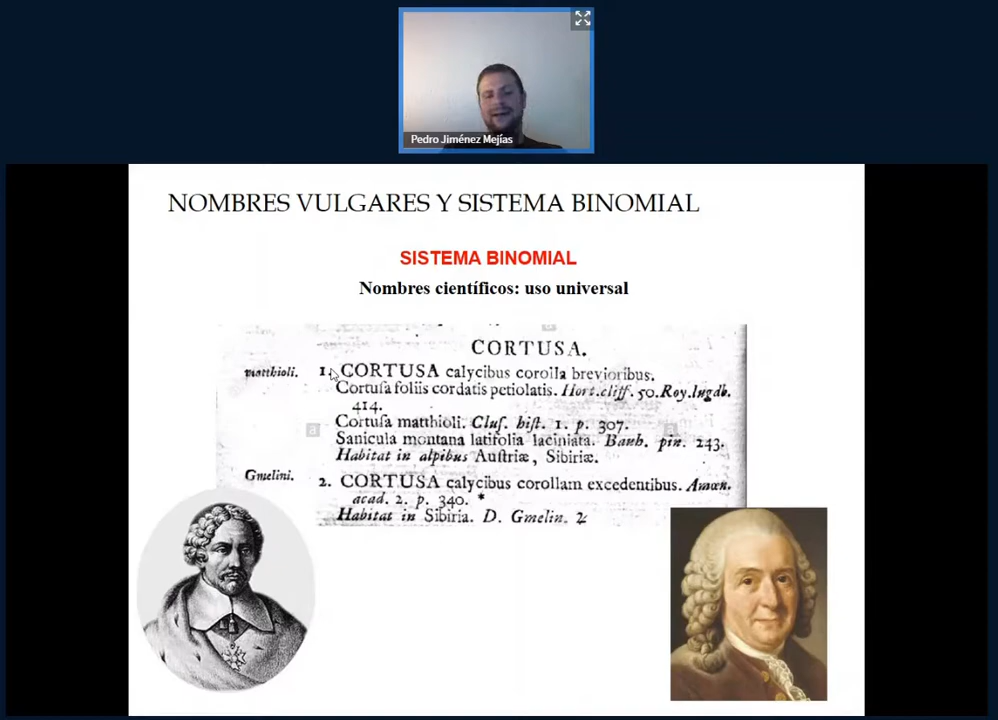 Pedro Jiménez Mejías
NOMBRES VULGARES Y SISTEMA BINOMIAL
SISTEMA BINOMIAL
Nombres científicos: uso universal
CORTUSA.
matthioli. 1. CORTUSA calycibus corolla brevioribus.
Cortuſa foliis cordatis petiolatis. Hort. cliff. 50. Roy. lugdb.
414.
Cortuſa matthioli. Cluſ. hiſt. 1. p. 307.
Sanicula montana latifolia laciniata. Bauh. pin. 243.
Habitat in alpibus Auſtriæ, Sibiriæ.
Gmelini. 2. CORTUSA calycibus corollam excedentibus. Amœn.
acad. 2. p. 340. *
Habitat in Sibiria. D. Gmelin. ♃